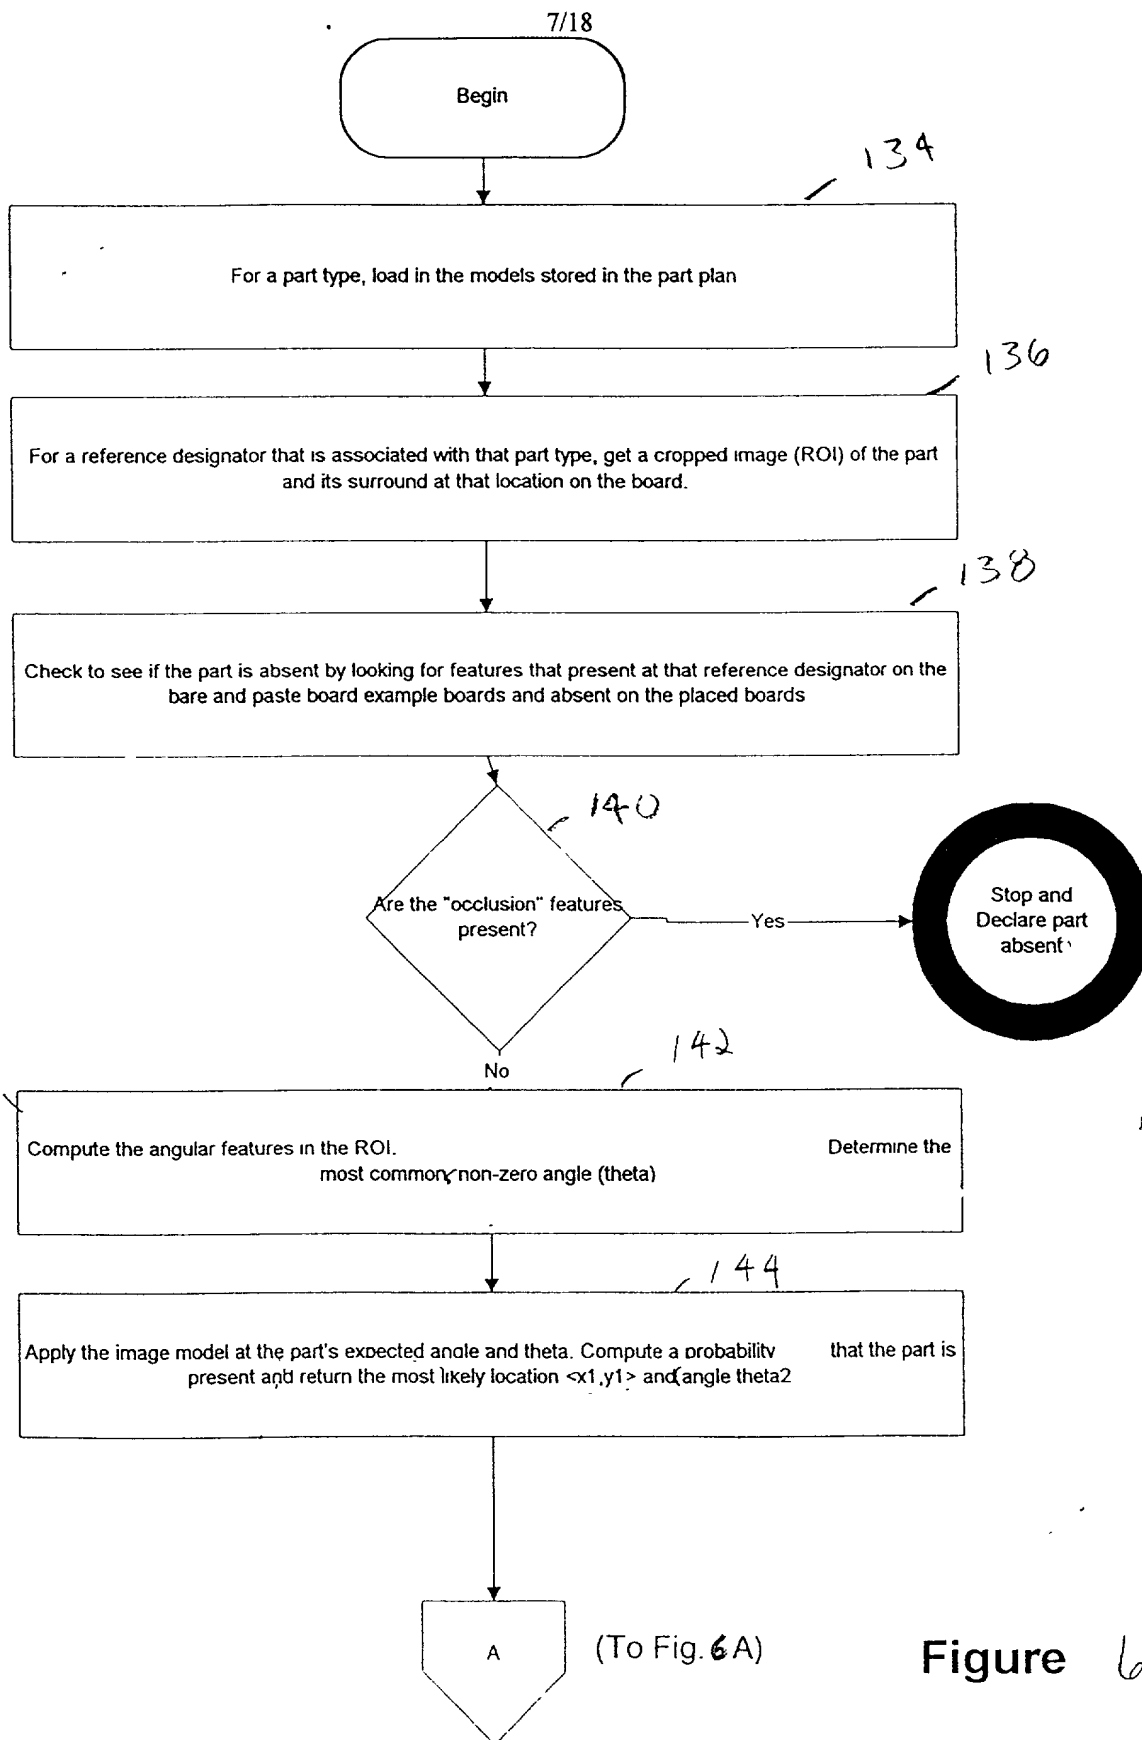 7/18
Begin
134
For a part type, load in the models stored in the part plan
136
For a reference designator that is associated with that part type, get a cropped image (ROI) of the part
and its surround at that location on the board.
138
Check to see if the part is absent by looking for features that present at that reference designator on the
bare and paste board example boards and absent on the placed boards
140
Are the "occlusion" features
present?
Yes
Stop and
Declare part
absent
No
142
Compute the angular features in the ROI. Determine the
most common, non-zero angle (theta)
144
Apply the image model at the part's expected angle and theta. Compute a probability that the part is
present and return the most likely location <x1,y1> and angle theta2
A
(To Fig. 6A)
Figure 6